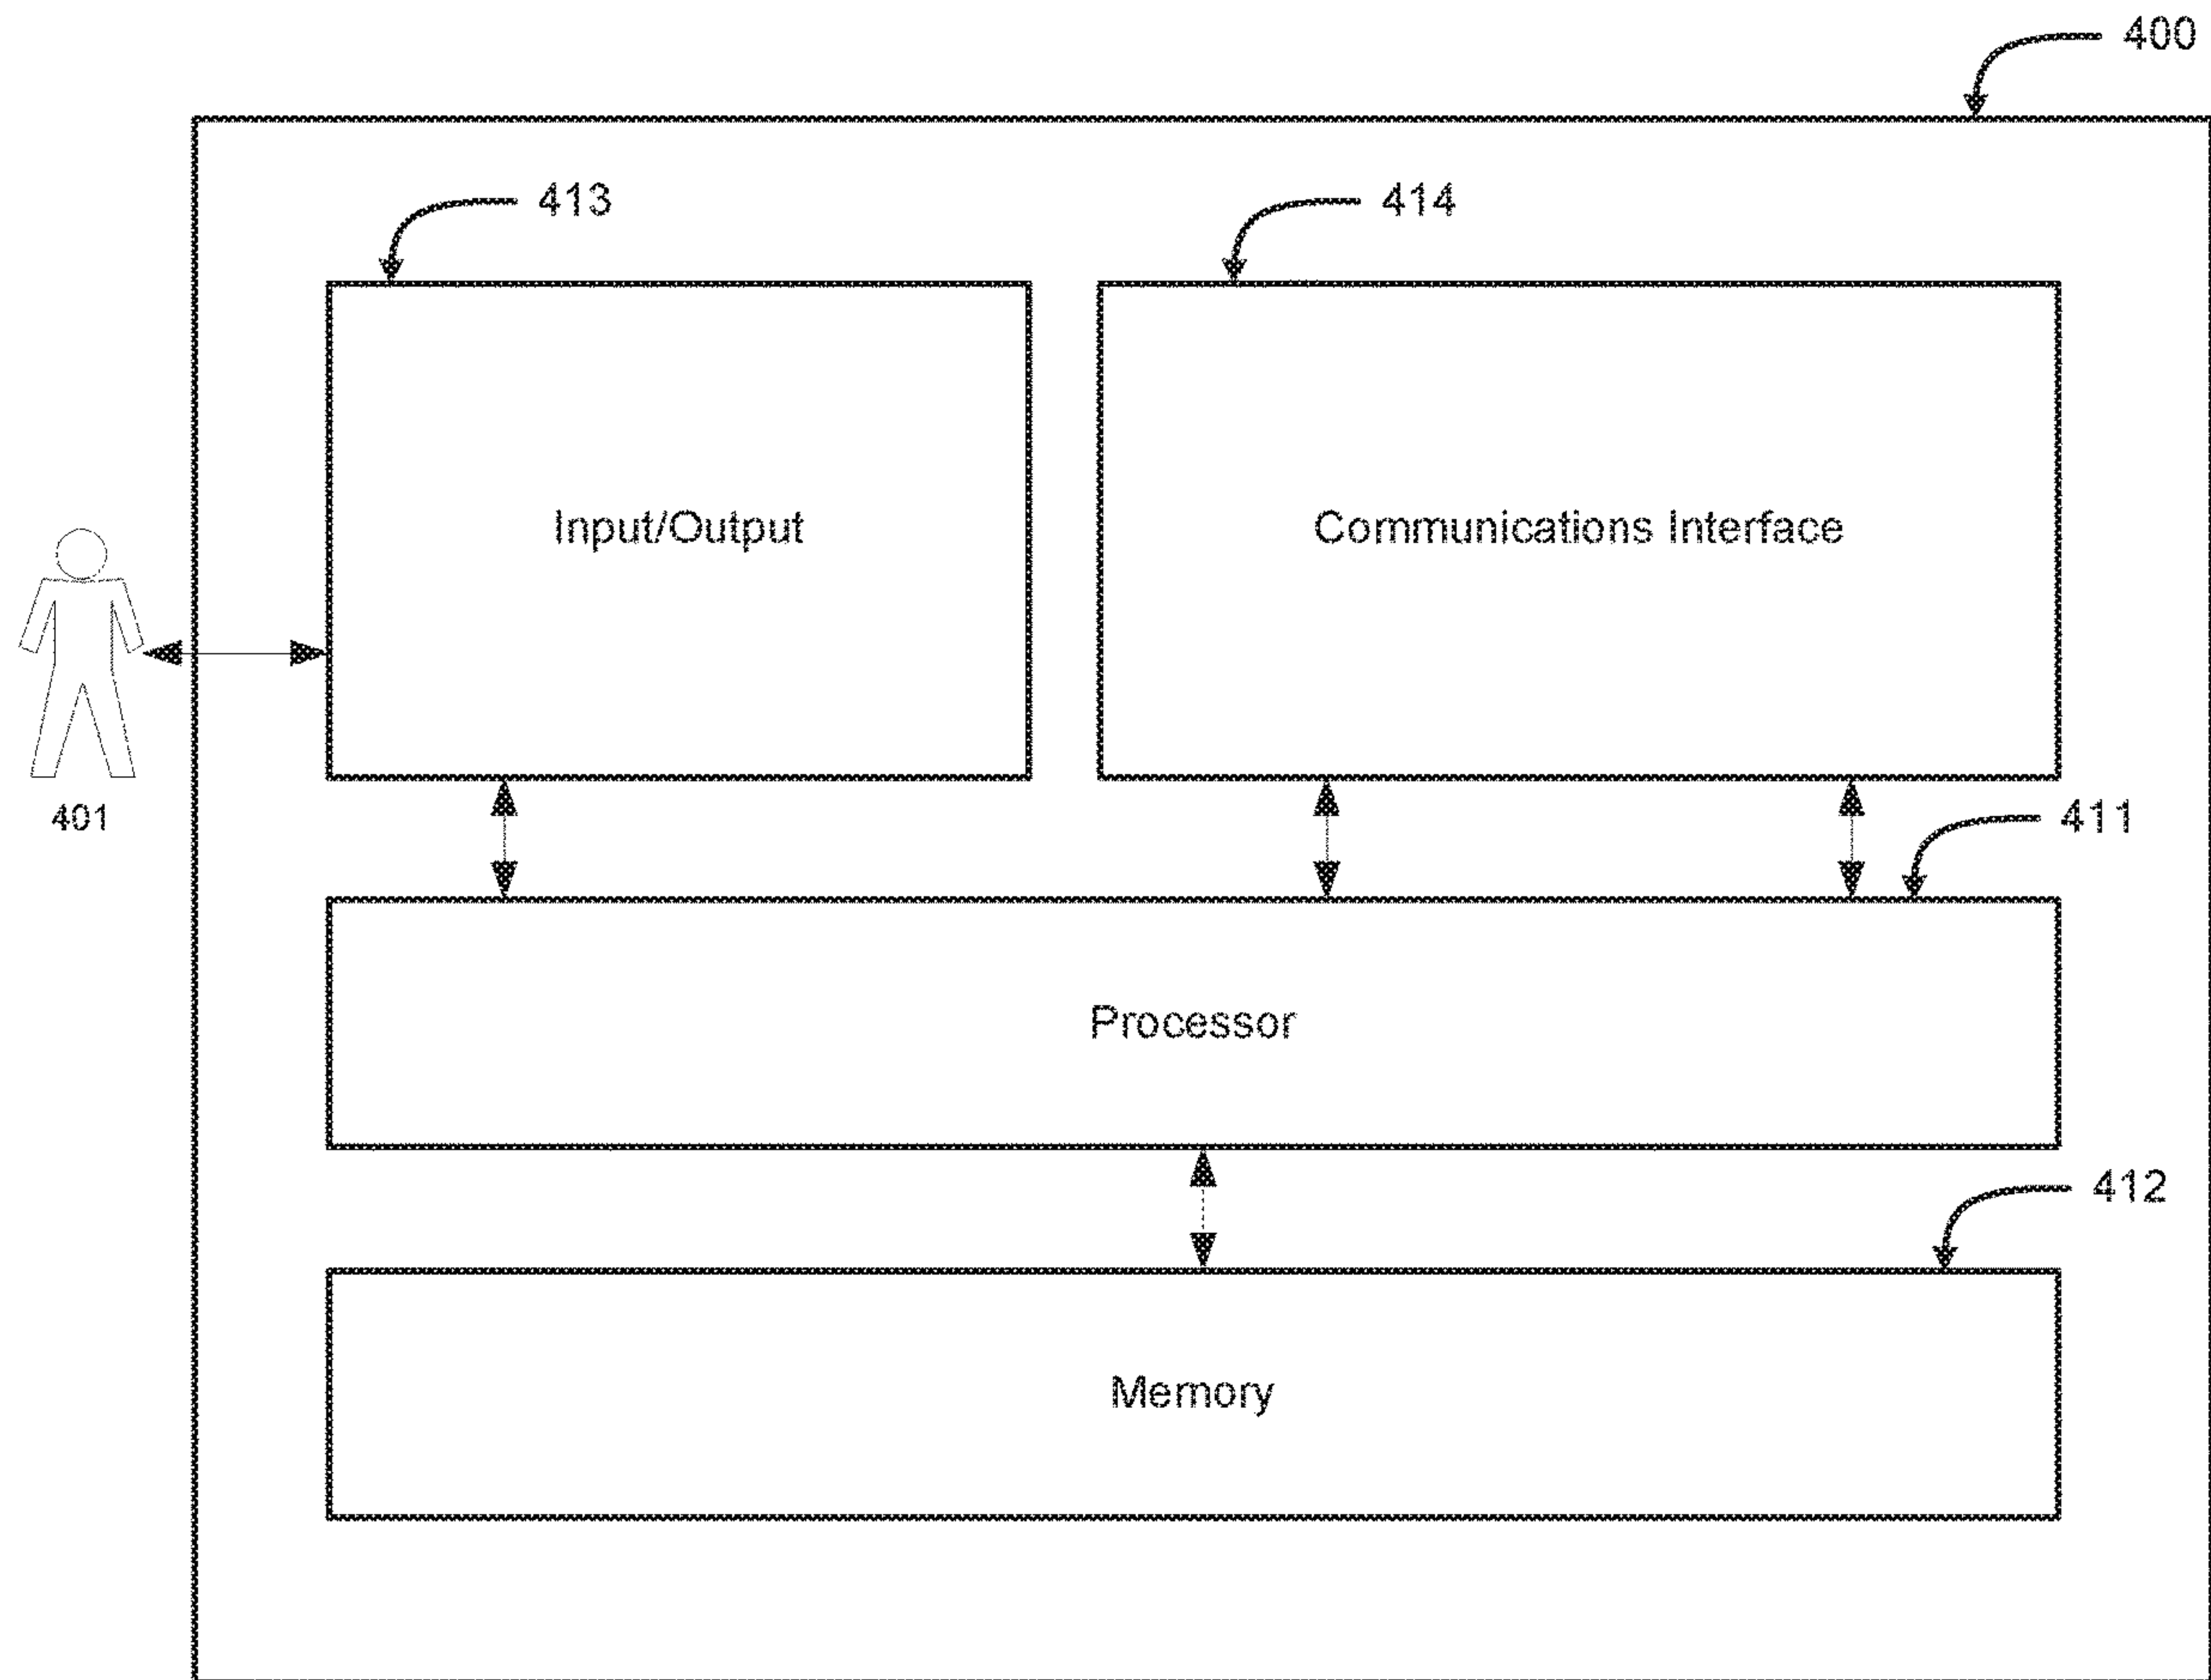 400
413
414
Input/Output
Communications Interface
401
411
Processor
412
Memory